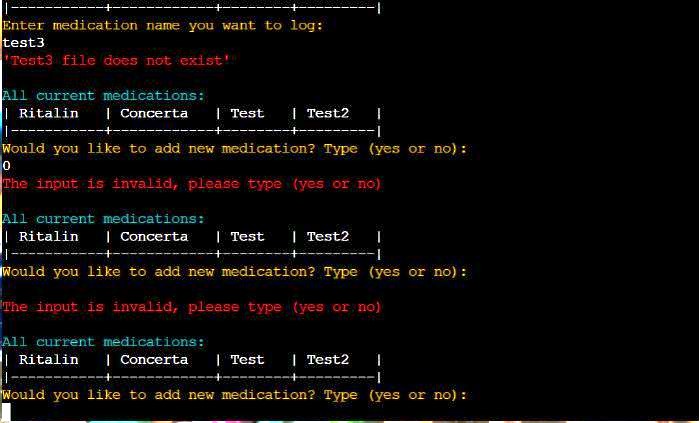 |-----------+------------+--------+---------|
Enter medication name you want to log:
test3
'Test3 file does not exist'
All current medications:
| Ritalin   | Concerta   | Test   | Test2   |
|-----------+------------+--------+---------|
Would you like to add new medication? Type (yes or no):
0
The input is invalid, please type (yes or no)
All current medications:
| Ritalin   | Concerta   | Test   | Test2   |
|-----------+------------+--------+---------|
Would you like to add new medication? Type (yes or no):
The input is invalid, please type (yes or no)
All current medications:
| Ritalin   | Concerta   | Test   | Test2   |
|-----------+------------+--------+---------|
Would you like to add new medication? Type (yes or no):